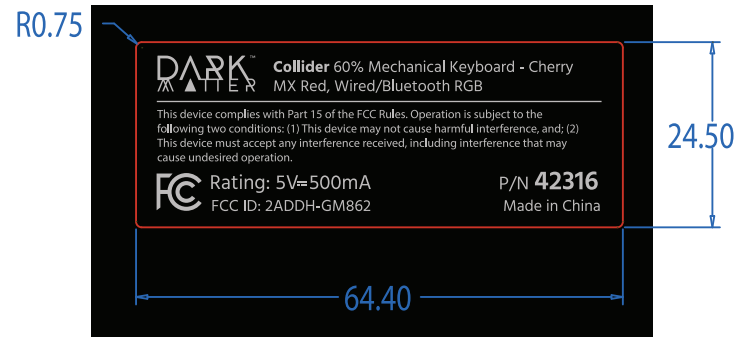 R0.75
DARK MATTER™
Collider 60% Mechanical Keyboard - Cherry
MX Red, Wired/Bluetooth RGB
This device complies with Part 15 of the FCC Rules. Operation is subject to the
following two conditions: (1) This device may not cause harmful interference, and; (2)
This device must accept any interference received, including interference that may
cause undesired operation.
FC Rating: 5V⎓500mA
FCC ID: 2ADDH-GM862
P/N 42316
Made in China
24.50
64.40